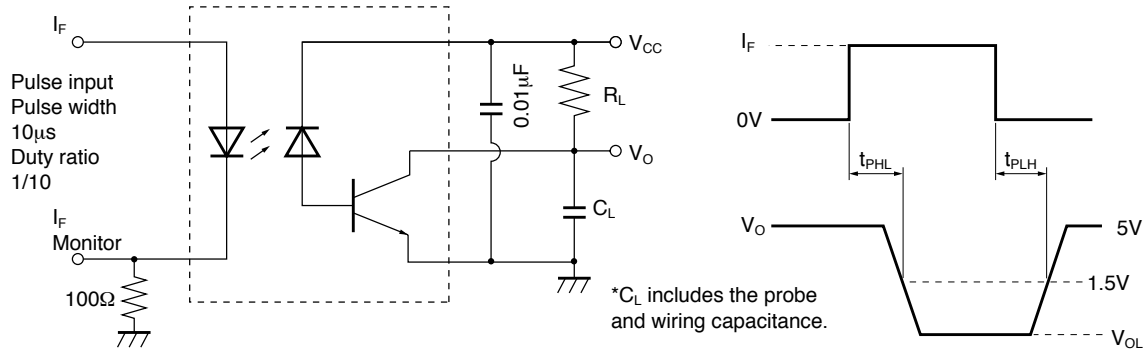 I_F
Pulse input
Pulse width
10μs
Duty ratio
1/10
I_F
Monitor
100Ω
0.01μF
V_CC
R_L
V_O
C_L
*C_L includes the probe
and wiring capacitance.
I_F
0V
t_PHL
t_PLH
V_O
5V
1.5V
V_OL